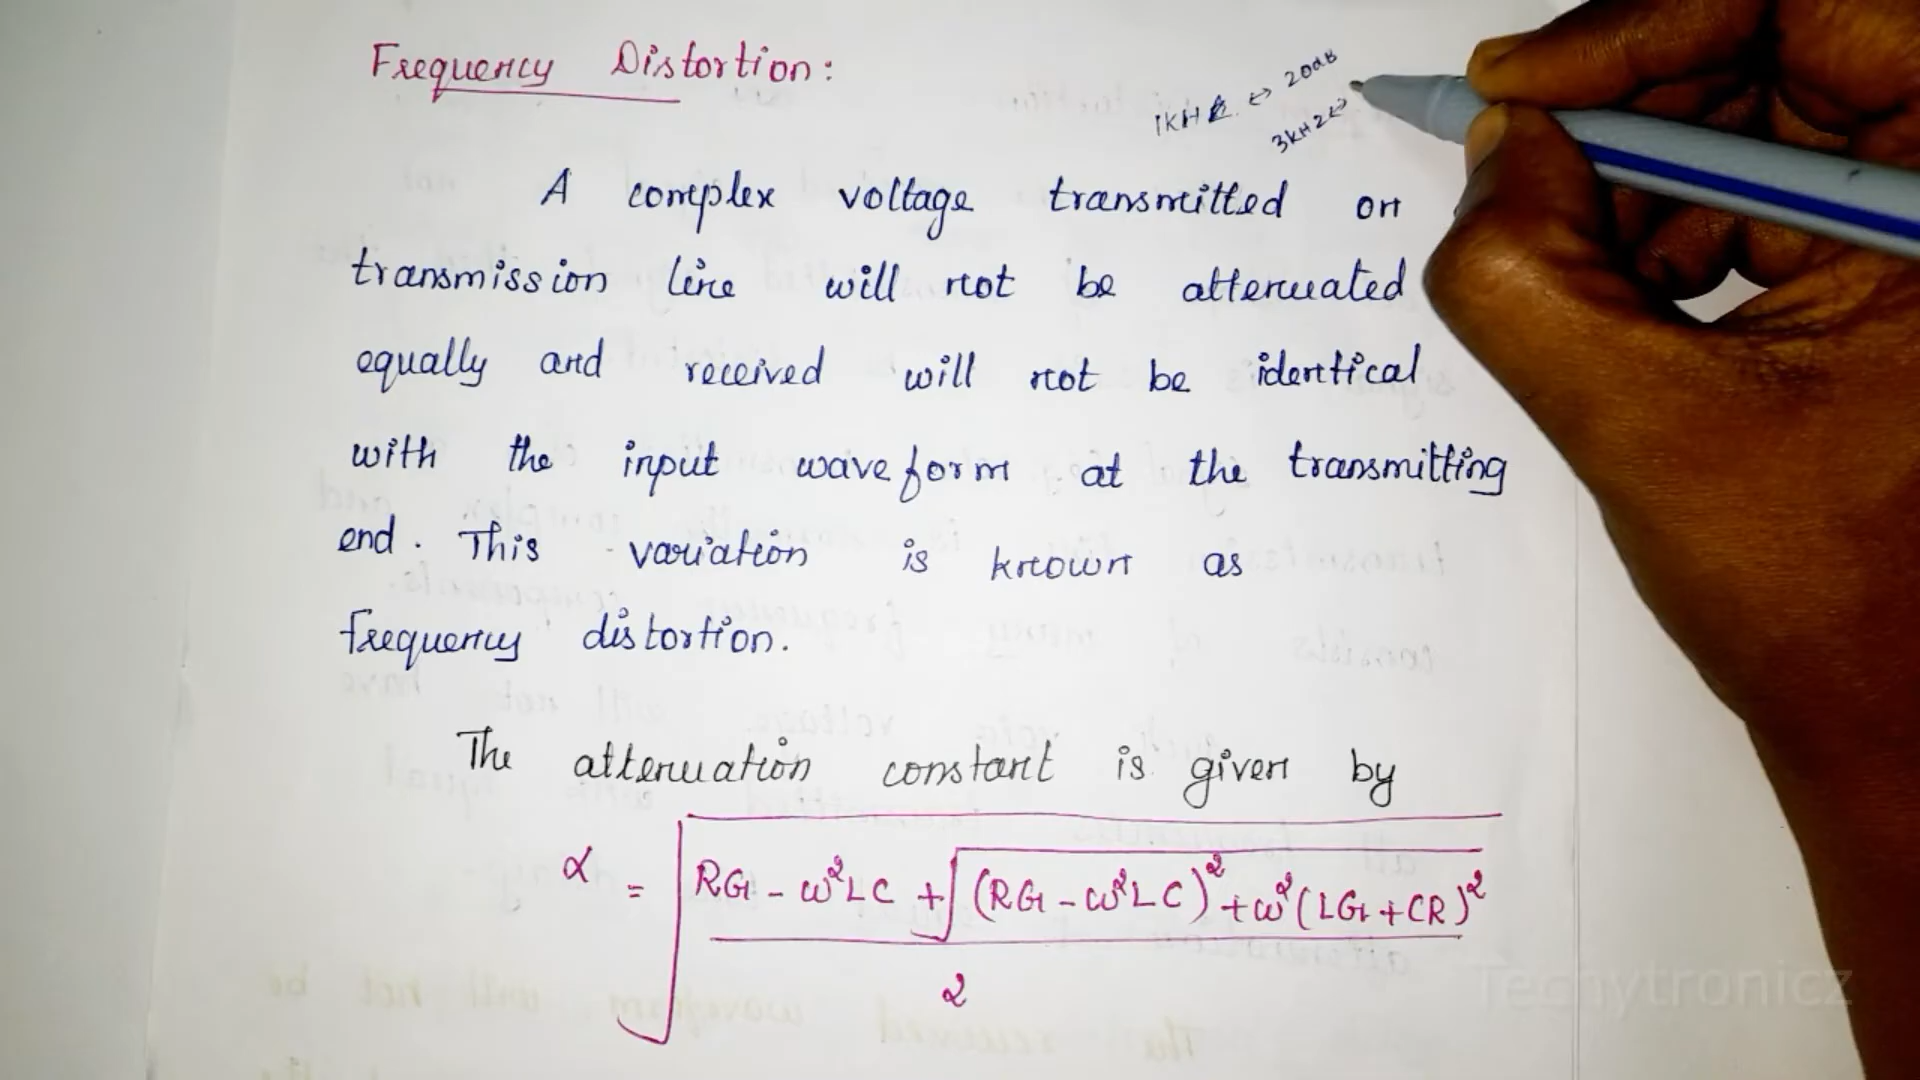 Frequency Distortion:
1KHz ↔ 20dB
3KHz ↔
A complex voltage transmitted on
transmission line will not be attenuated
equally and received will not be identical
with the input waveform at the transmitting
end. This variation is known as
frequency distortion.
The attenuation constant is given by
α = √((RG - ω²LC + √((RG - ω²LC)² + ω²(LG + CR)²)) / 2)
Techytronicz